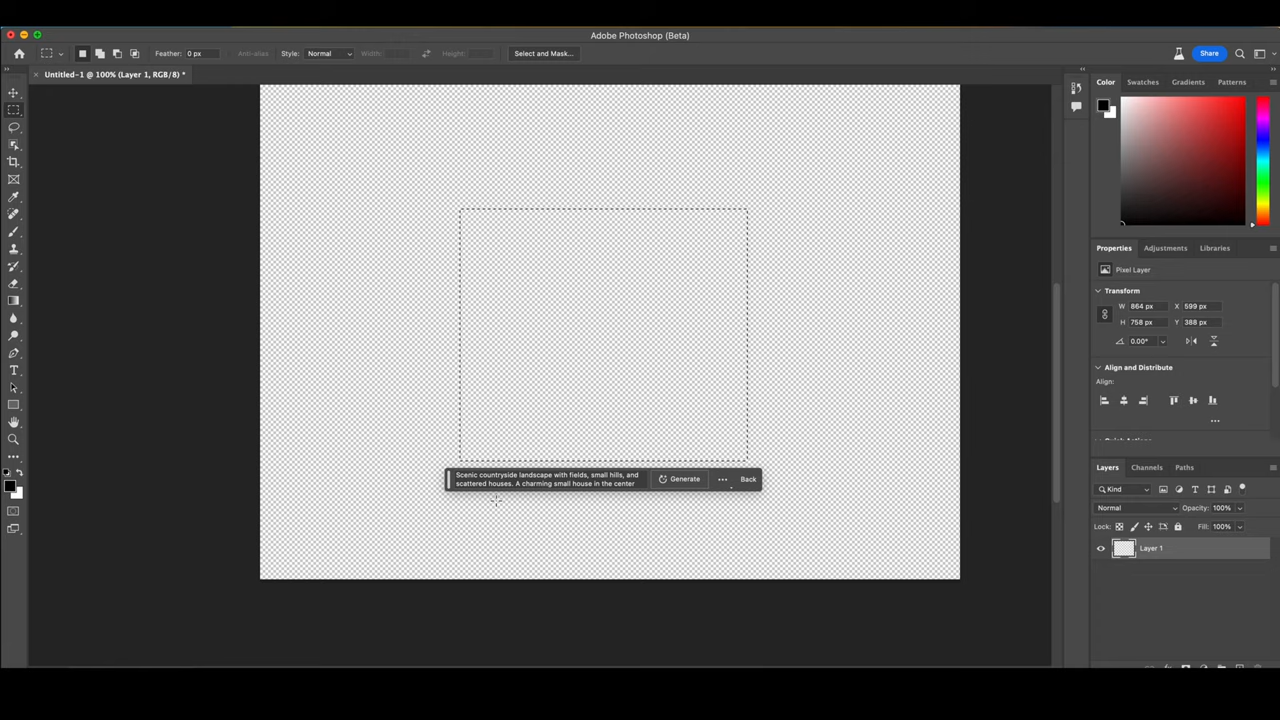 Adobe Photoshop (Beta)
Feather: 0 px
Anti-alias
Style: Normal
Width:
Height:
Select and Mask...
Share
Untitled-1 @ 100% (Layer 1, RGB/8) *
Color Swatches Gradients Patterns
Properties Adjustments Libraries
Pixel Layer
Transform
W 864 px X 599 px
H 758 px Y 388 px
0.00°
Align and Distribute
Align:
Scenic countryside landscape with fields, small hills, and
scattered houses. A charming small house in the center
Generate
Back
Layers Channels Paths
Kind
Normal Opacity: 100%
Lock: Fill: 100%
Layer 1